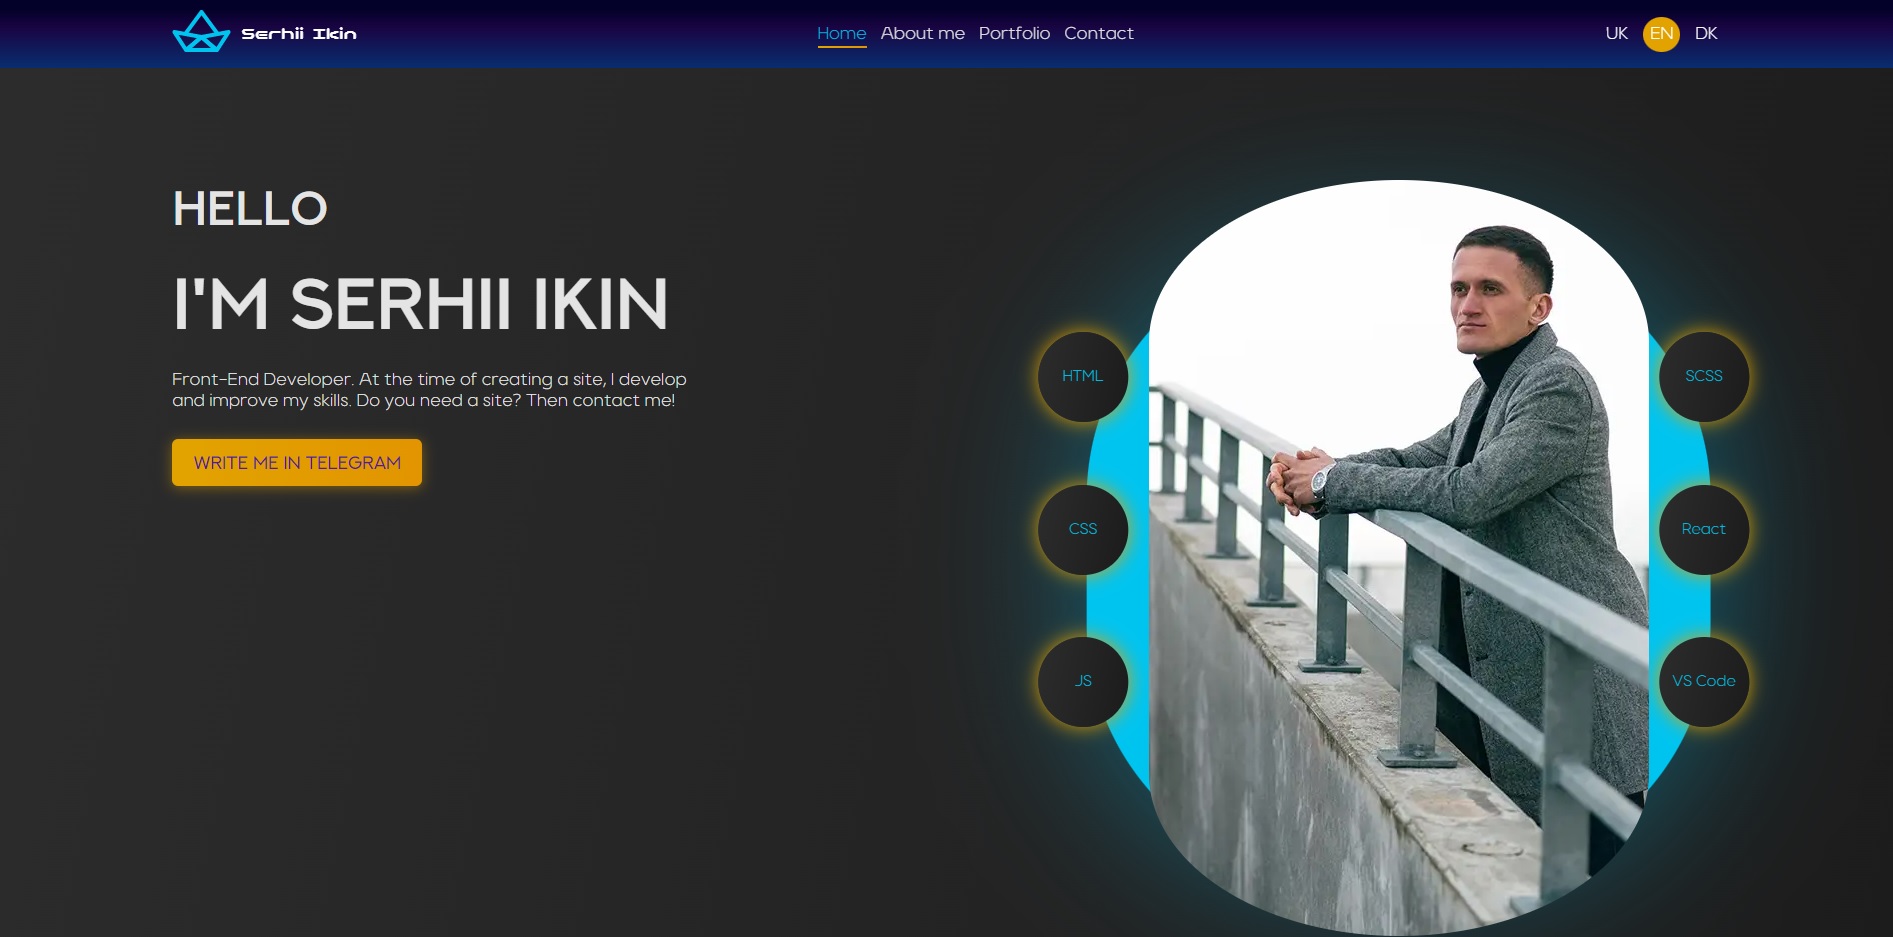 Serhii Ikin
Home About me Portfolio Contact
UK EN DK
HELLO
I'M SERHII IKIN
Front-End Developer. At the time of creating a site, I develop
and improve my skills. Do you need a site? Then contact me!
WRITE ME IN TELEGRAM
HTML
CSS
JS
SCSS
React
VS Code